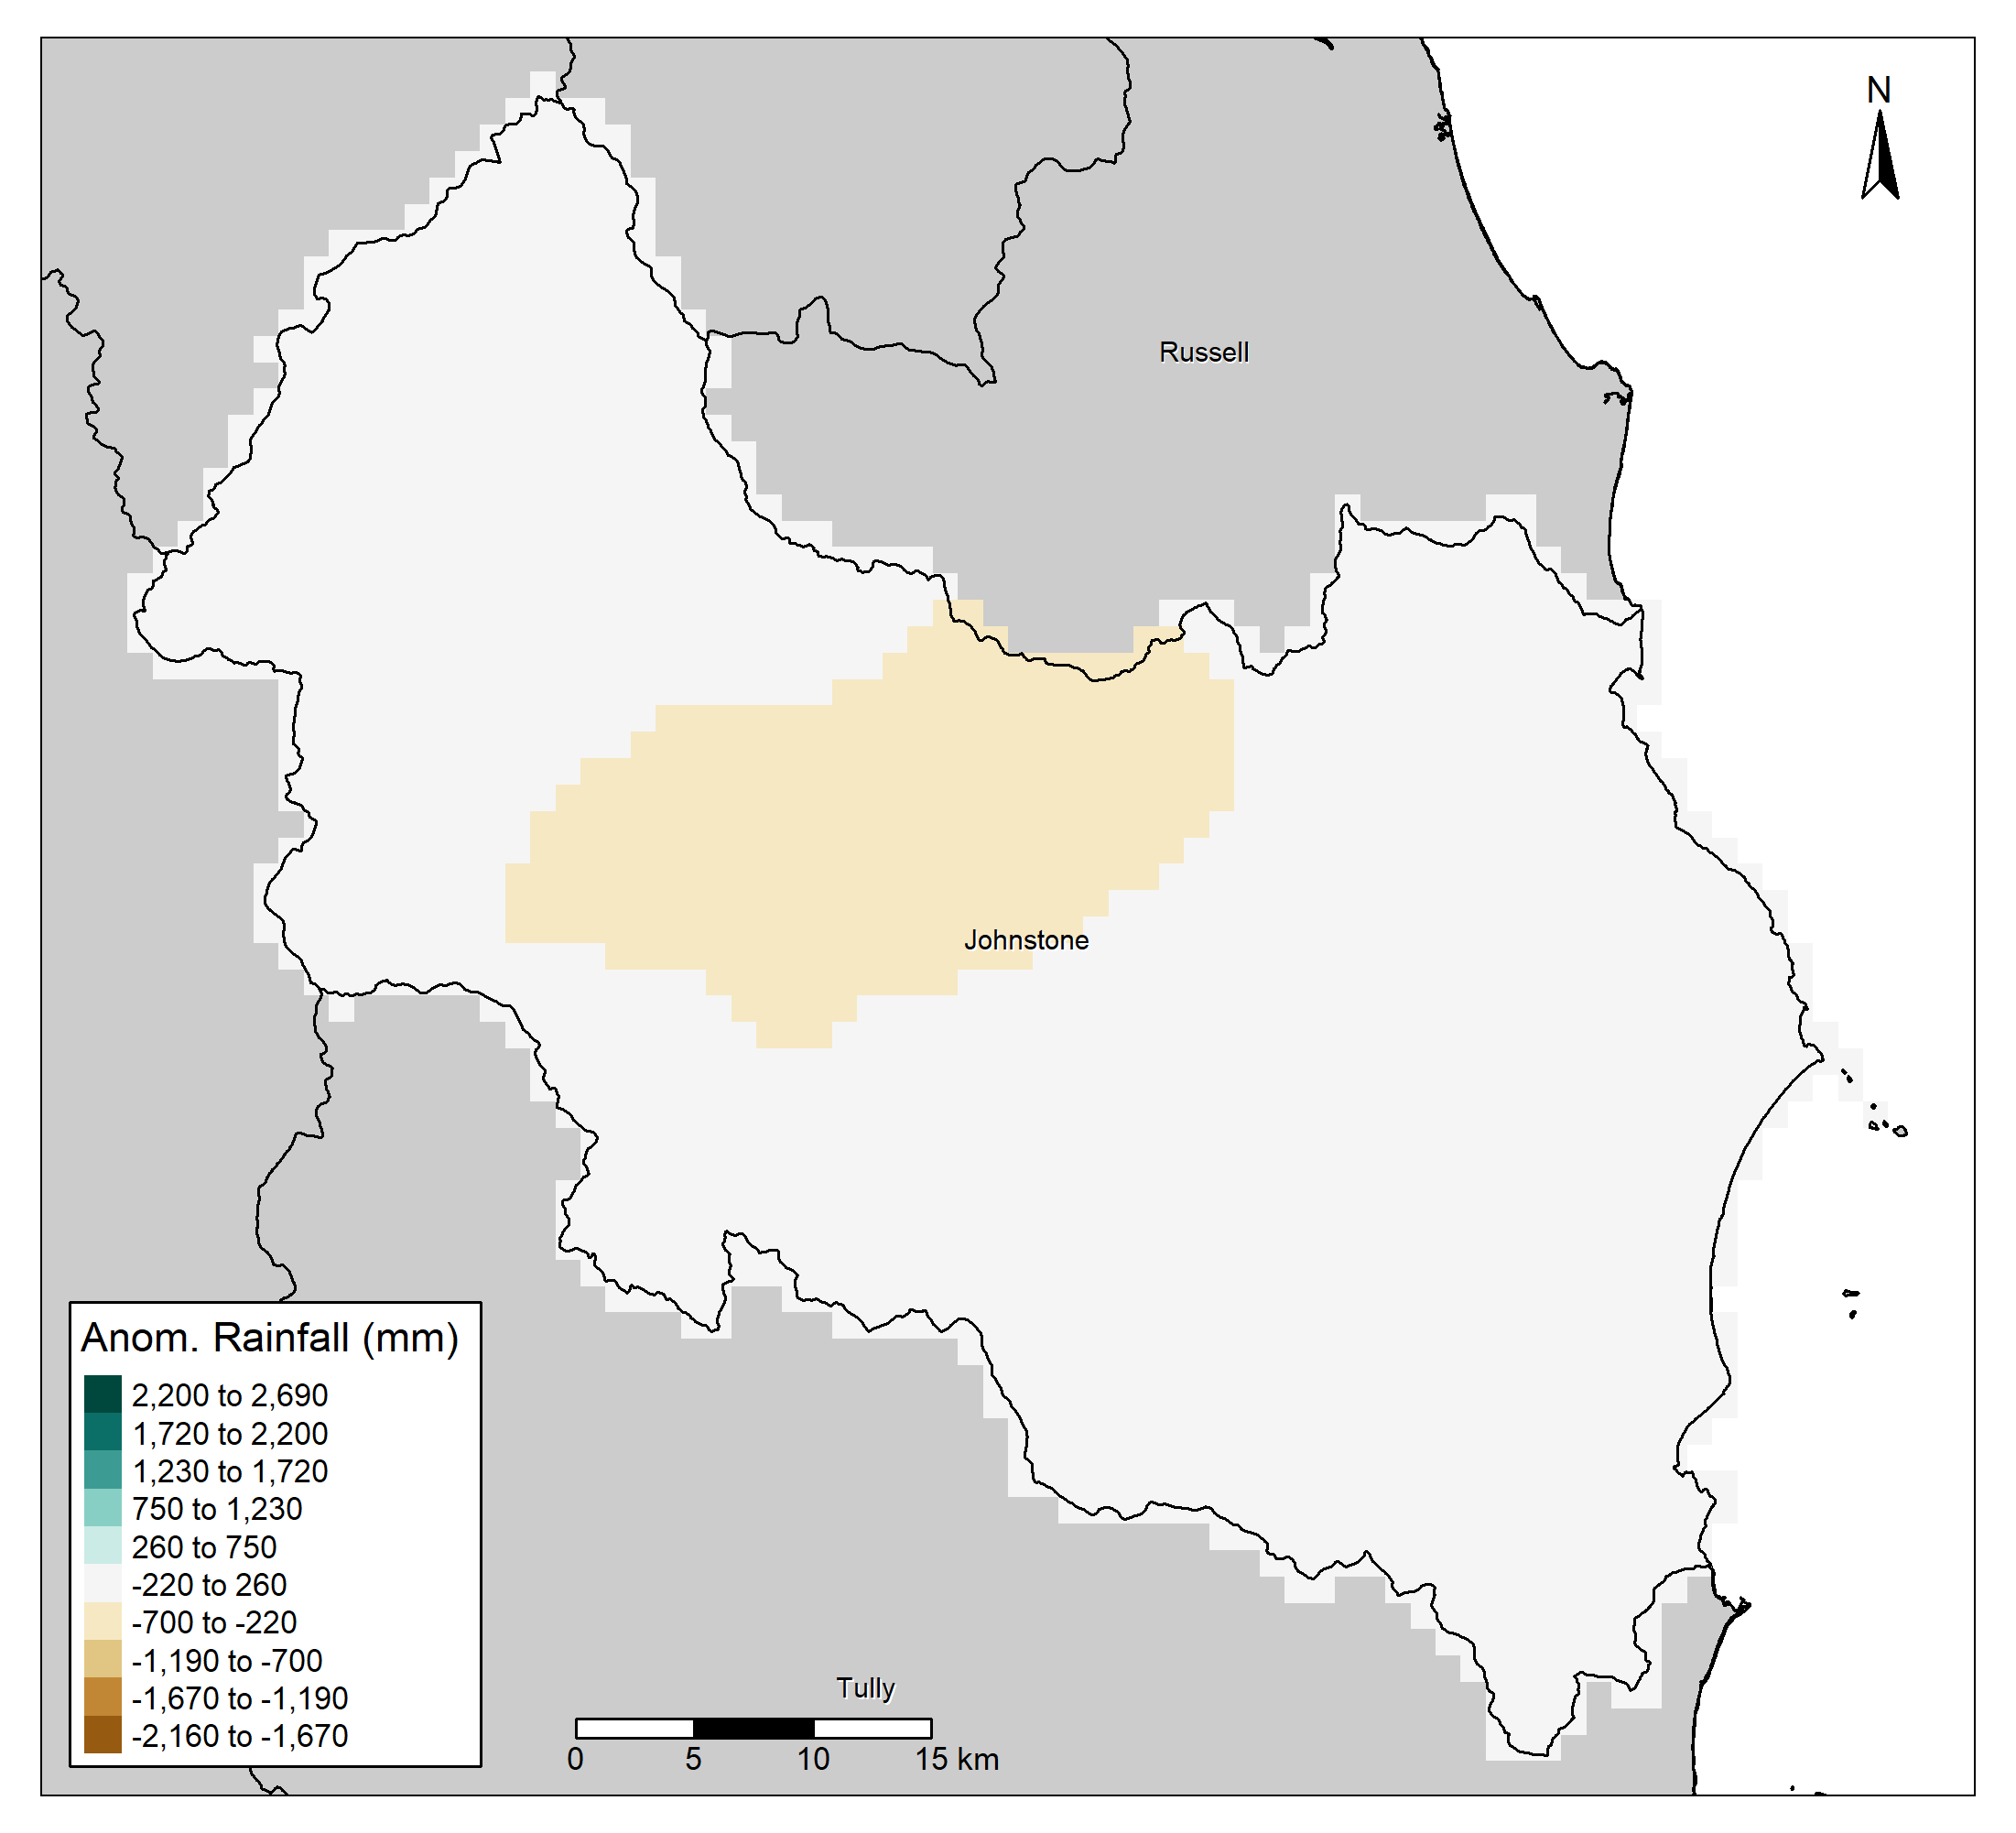 N
Russell
Johnstone
Anom. Rainfall (mm)
2,200 to 2,690
1,720 to 2,200
1,230 to 1,720
750 to 1,230
260 to 750
-220 to 260
-700 to -220
-1,190 to -700
-1,670 to -1,190
-2,160 to -1,670
Tully
0 5 10 15 km